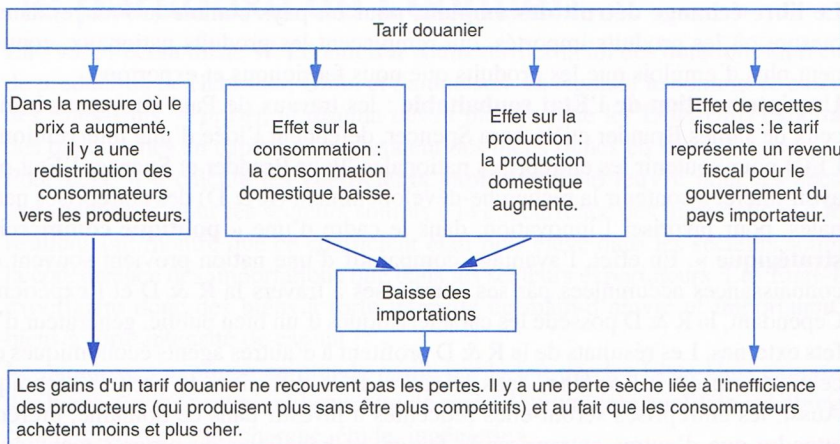 Tarif douanier
Dans la mesure où le
prix a augmenté,
il y a une
redistribution des
consommateurs
vers les producteurs.
Effet sur la
consommation :
la consommation
domestique baisse.
Effet sur la
production :
la production
domestique
augmente.
Effet de recettes
fiscales : le tarif
représente un revenu
fiscal pour le
gouvernement du
pays importateur.
Baisse des
importations
Les gains d'un tarif douanier ne recouvrent pas les pertes. Il y a une perte sèche liée à l'inefficience
des producteurs (qui produisent plus sans être plus compétitifs) et au fait que les consommateurs
achètent moins et plus cher.